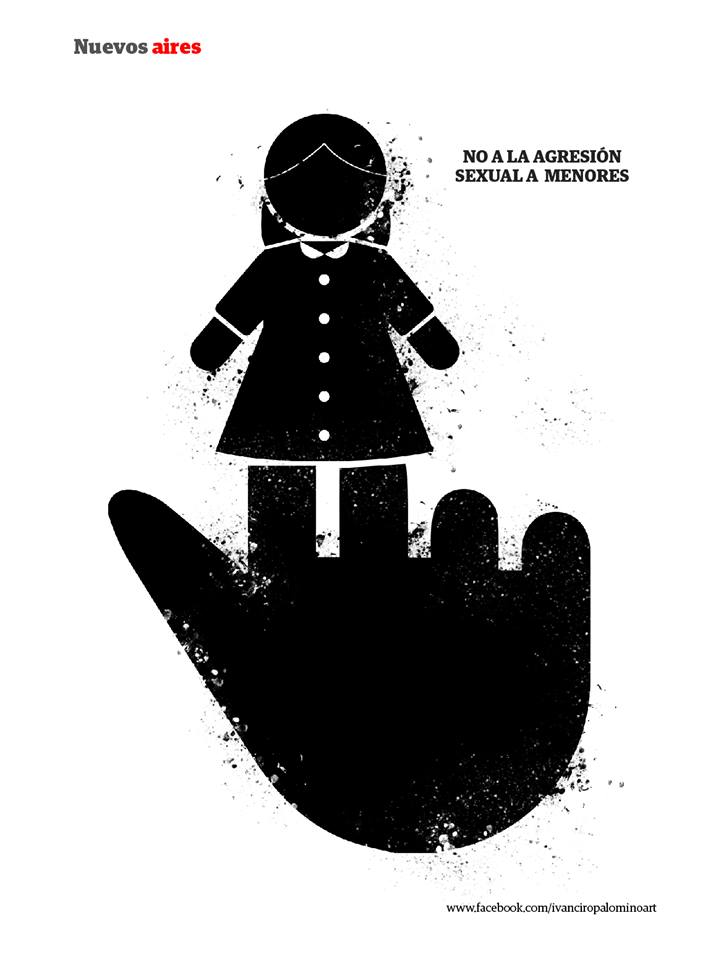 Nuevos aires
NO A LA AGRESIÓN
SEXUAL A MENORES
www.facebook.com/ivanciropalominoart